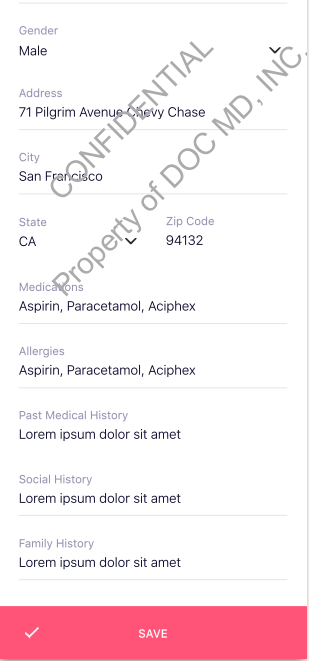 Gender
Male
Address
71 Pilgrim Avenue Chevy Chase
City
San Francisco
State
CA
Zip Code
94132
Medications
Aspirin, Paracetamol, Aciphex
Allergies
Aspirin, Paracetamol, Aciphex
Past Medical History
Lorem ipsum dolor sit amet
Social History
Lorem ipsum dolor sit amet
Family History
Lorem ipsum dolor sit amet
SAVE
CONFIDENTIAL
Property of DOC MD, INC.